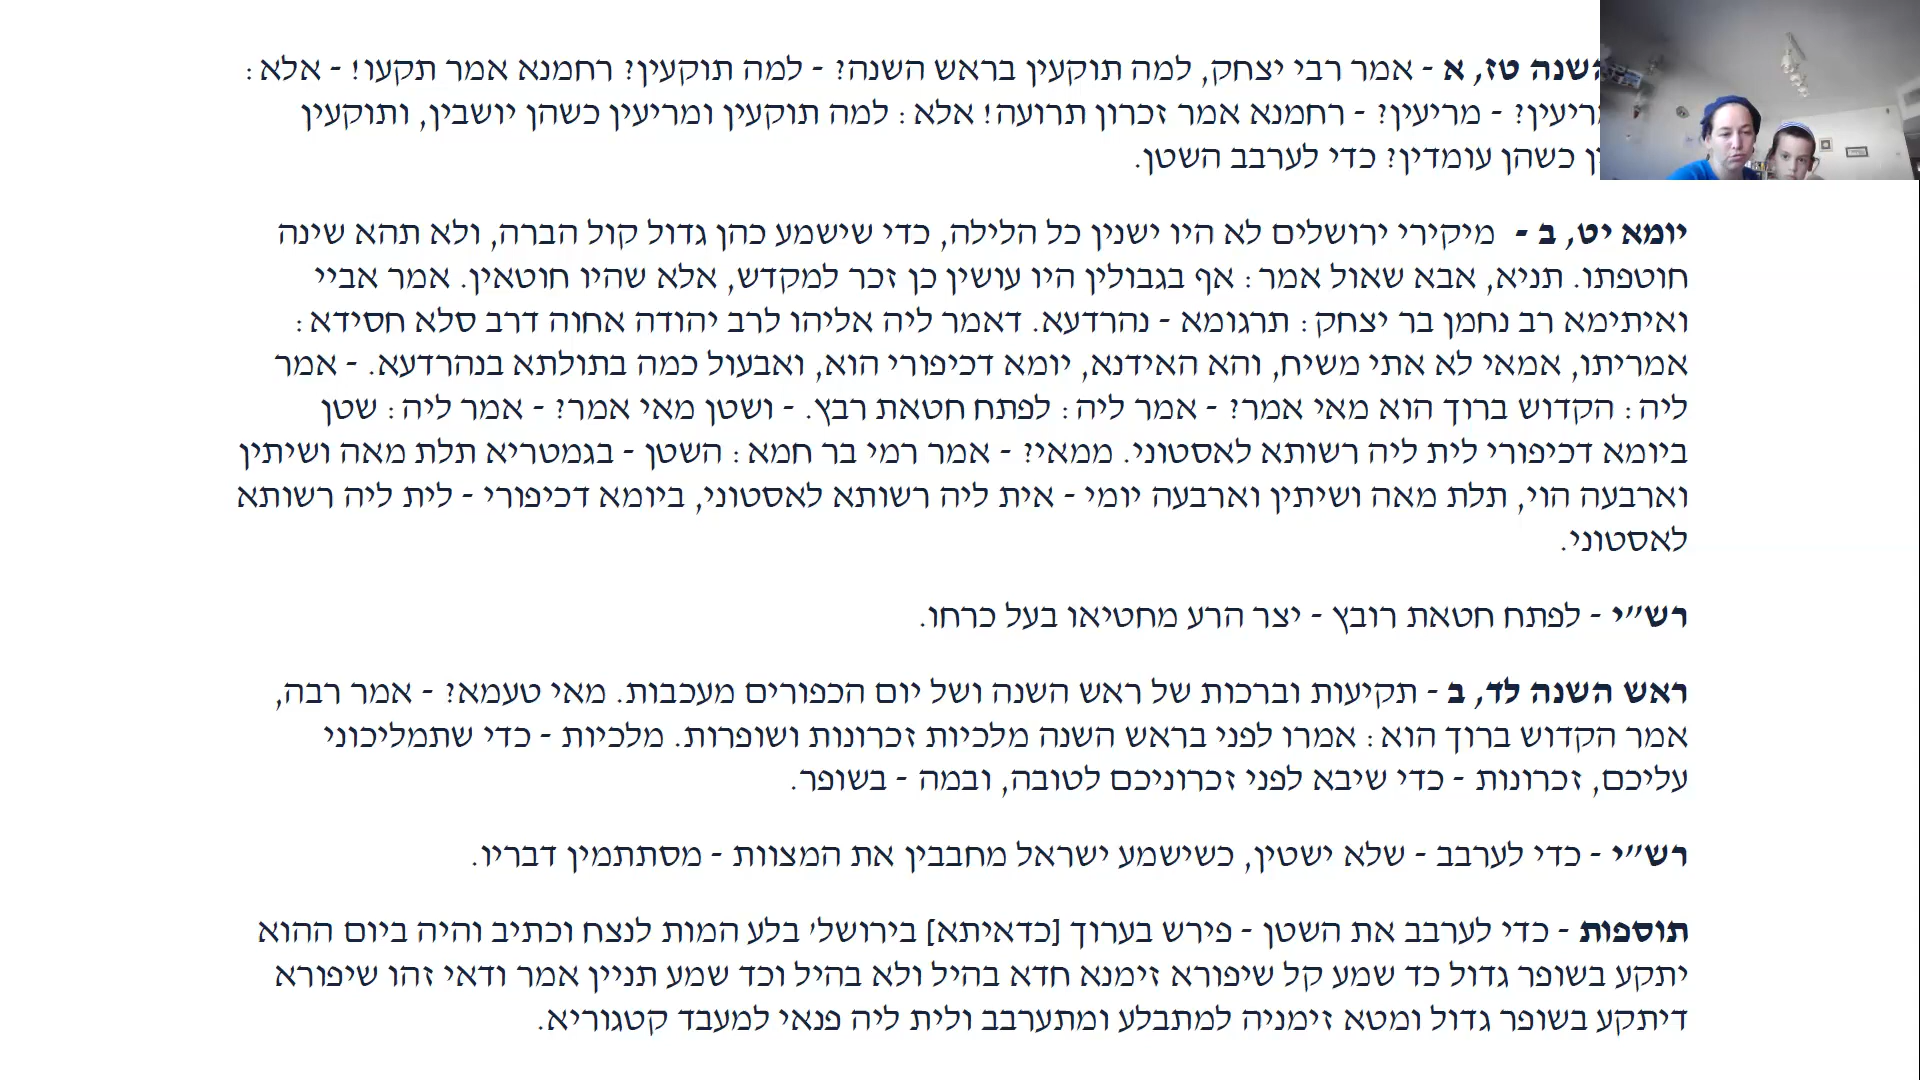 השנה טז, א - אמר רבי יצחק, למה תוקעין בראש השנה? - למה תוקעין? רחמנא אמר תקעו! - אלא:
מריעין? - מריעין? - רחמנא אמר זכרון תרועה! אלא: למה תוקעין ומריעין כשהן יושבין, ותוקעין
כשהן עומדין? כדי לערבב השטן.
יומא יט, ב - מיקירי ירושלים לא היו ישנין כל הלילה, כדי שישמע כהן גדול קול הברה, ולא תהא שינה
חוטפתו. תניא, אבא שאול אמר: אף בגבולין היו עושין כן זכר למקדש, אלא שהיו חוטאין. אמר אביי
ואיתימא רב נחמן בר יצחק: תרגומא - נהרדעא. דאמר ליה אליהו לרב יהודה אחוה דרב סלא חסידא:
אמריתו, אמאי לא אתי משיח, והא האידנא, יומא דכיפורי הוא, ואבעול כמה בתולתא בנהרדעא. - אמר
ליה: הקדוש ברוך הוא מאי אמר? - אמר ליה: לפתח חטאת רבץ. - ושטן מאי אמר? - אמר ליה: שטן
ביומא דכיפורי לית ליה רשותא לאסטוני. ממאי? - אמר רמי בר חמא: השטן - בגמטריא תלת מאה ושיתין
וארבעה הוי, תלת מאה ושיתין וארבעה יומי - אית ליה רשותא לאסטוני, ביומא דכיפורי - לית ליה רשותא
לאסטוני.
רש״י - לפתח חטאת רובץ - יצר הרע מחטיאו בעל כרחו.
ראש השנה לד, ב - תקיעות וברכות של ראש השנה ושל יום הכפורים מעכבות. מאי טעמא? - אמר רבה,
אמר הקדוש ברוך הוא: אמרו לפני בראש השנה מלכיות זכרונות ושופרות. מלכיות - כדי שתמליכוני
עליכם, זכרונות - כדי שיבא לפני זכרוניכם לטובה, ובמה - בשופר.
רש״י - כדי לערבב - שלא ישטין, כשישמע ישראל מחבבין את המצוות - מסתתמין דבריו.
תוספות - כדי לערבב את השטן - פירש בערוך [כדאיתא] בירושל׳ בלע המות לנצח וכתיב והיה ביום ההוא
יתקע בשופר גדול כד שמע קל שיפורא זימנא חדא בהיל ולא בהיל וכד שמע תניין אמר ודאי זהו שיפורא
דיתקע בשופר גדול ומטא זימניה למתבלע ומתערבב ולית ליה פנאי למעבד קטגוריא.